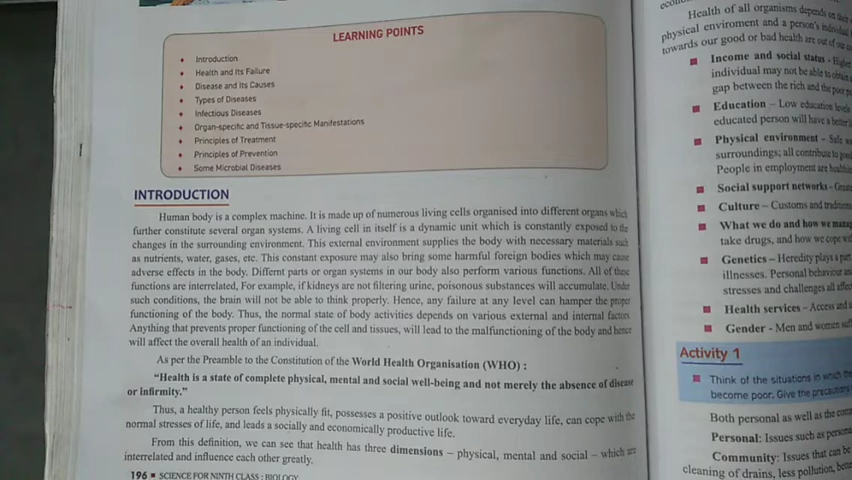 LEARNING POINTS
♦ Introduction
♦ Health and Its Failure
♦ Disease and Its Causes
♦ Types of Diseases
♦ Infectious Diseases
♦ Organ-specific and Tissue-specific Manifestations
♦ Principles of Treatment
♦ Principles of Prevention
♦ Some Microbial Diseases
INTRODUCTION
Human body is a complex machine. It is made up of numerous living cells organised into different organs which
further constitute several organ systems. A living cell in itself is a dynamic unit which is constantly exposed to the
changes in the surrounding environment. This external environment supplies the body with necessary materials such
as nutrients, water, gases, etc. This constant exposure may also bring some harmful foreign bodies which may cause
adverse effects in the body. Differnt parts or organ systems in our body also perform various functions. All of these
functions are interrelated, For example, if kidneys are not filtering urine, poisonous substances will accumulate. Under
such conditions, the brain will not be able to think properly. Hence, any failure at any level can hamper the proper
functioning of the body. Thus, the normal state of body activities depends on various external and internal factors.
Anything that prevents proper functioning of the cell and tissues, will lead to the malfunctioning of the body and hence
will affect the overall health of an individual.
As per the Preamble to the Constitution of the World Health Organisation (WHO) :
“Health is a state of complete physical, mental and social well-being and not merely the absence of disease
or infirmity.”
Thus, a healthy person feels physically fit, possesses a positive outlook toward everyday life, can cope with the
normal stresses of life, and leads a socially and economically productive life.
From this definition, we can see that health has three dimensions – physical, mental and social – which are
interrelated and influence each other greatly.
196 ■ SCIENCE FOR NINTH CLASS : BIOLOGY
Health of all organisms depends on their
physical enviroment and a person's individual
towards our good or bad health are out of our
■ Income and social status - Higher
individual may not be able to obtain
gap between the rich and the poor
■ Education – Low education levels
educated person will have a better
■ Physical environment – Safe
surroundings; all contribute to good
People in employment are
■ Social support networks -
■ Culture – Customs and traditions
■ What we do and how we manage
take drugs, and how we cope
■ Genetics – Heredity plays a part
illnesses. Personal behaviour and
stresses and challenges all affect
■ Health services – Access and
■ Gender - Men and women
Activity 1
■ Think of the situations in which the
become poor. Give the precautions
Both personal as well as the
Personal: Issues such as personal
Community: Issues that can be
cleaning of drains, less pollution,